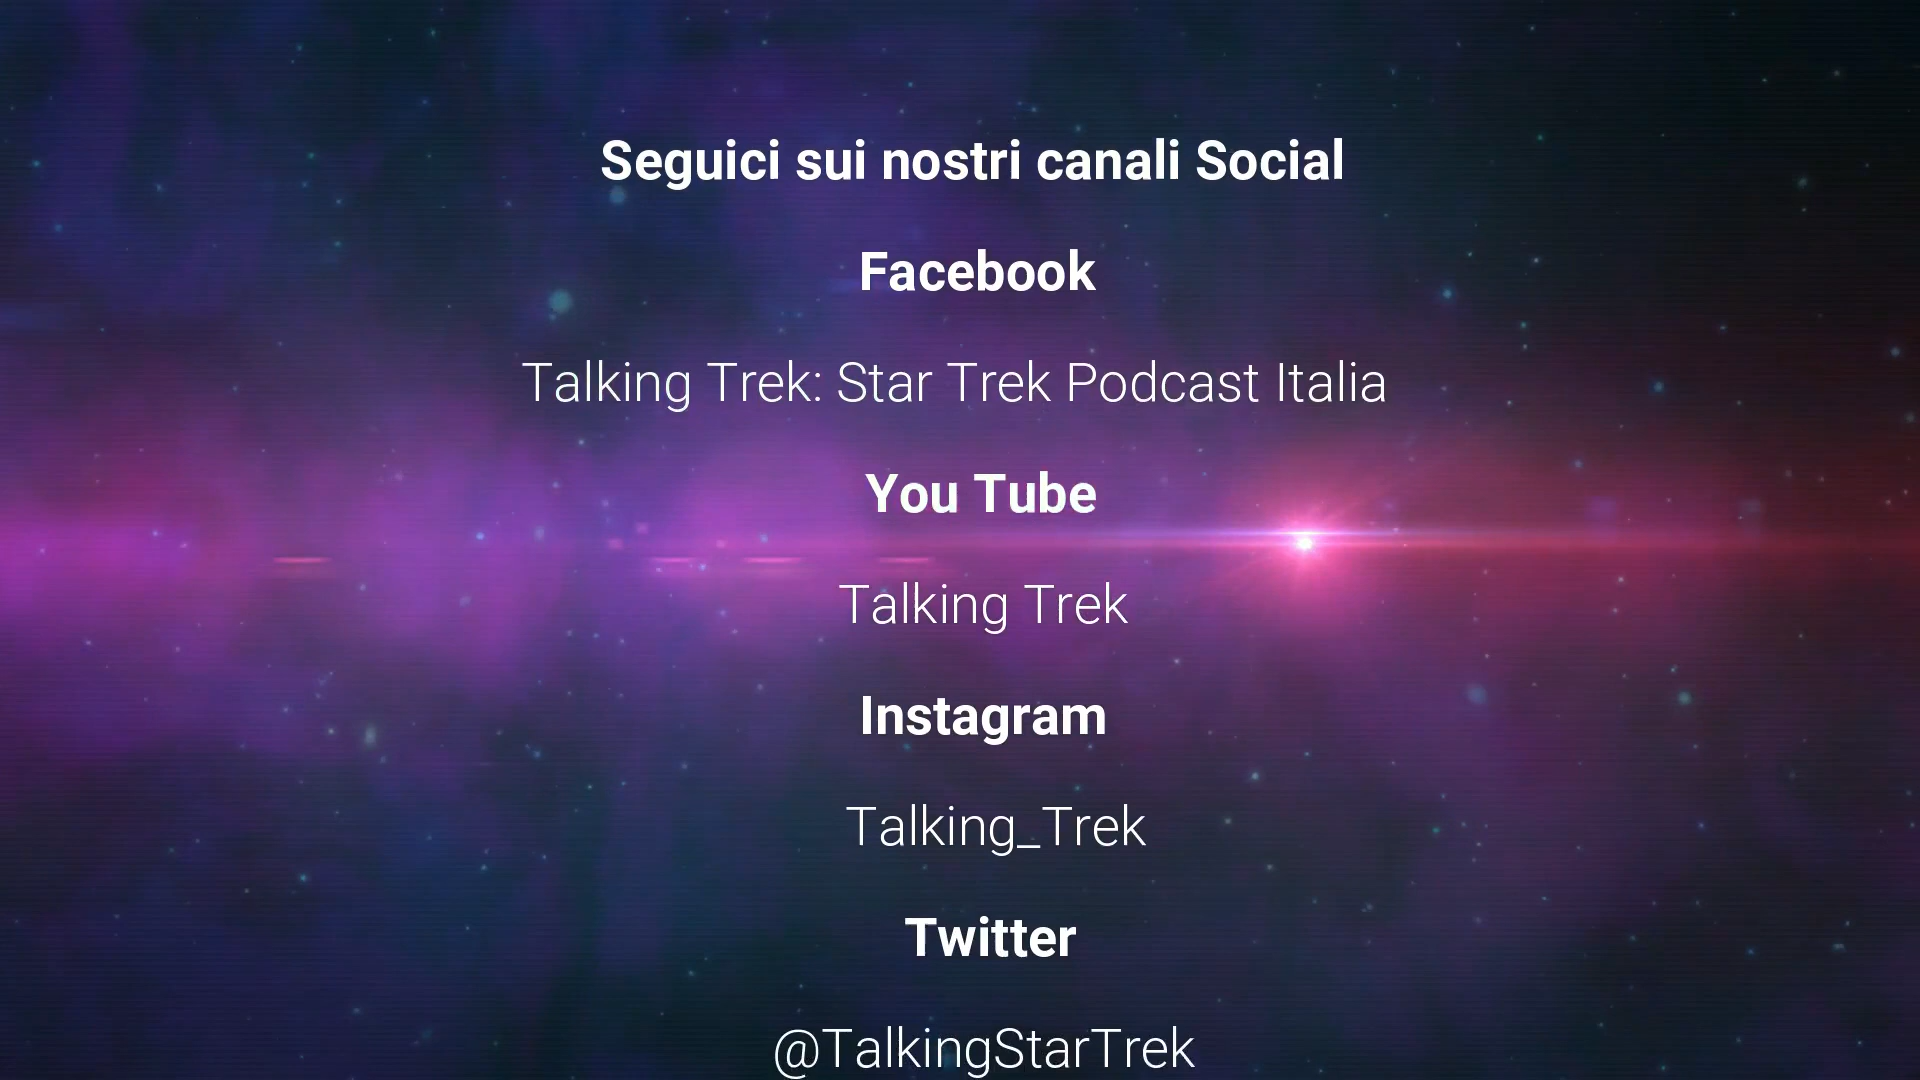 Seguici sui nostri canali Social
Facebook
Talking Trek: Star Trek Podcast Italia
You Tube
Talking Trek
Instagram
Talking_Trek
Twitter
@TalkingStarTrek